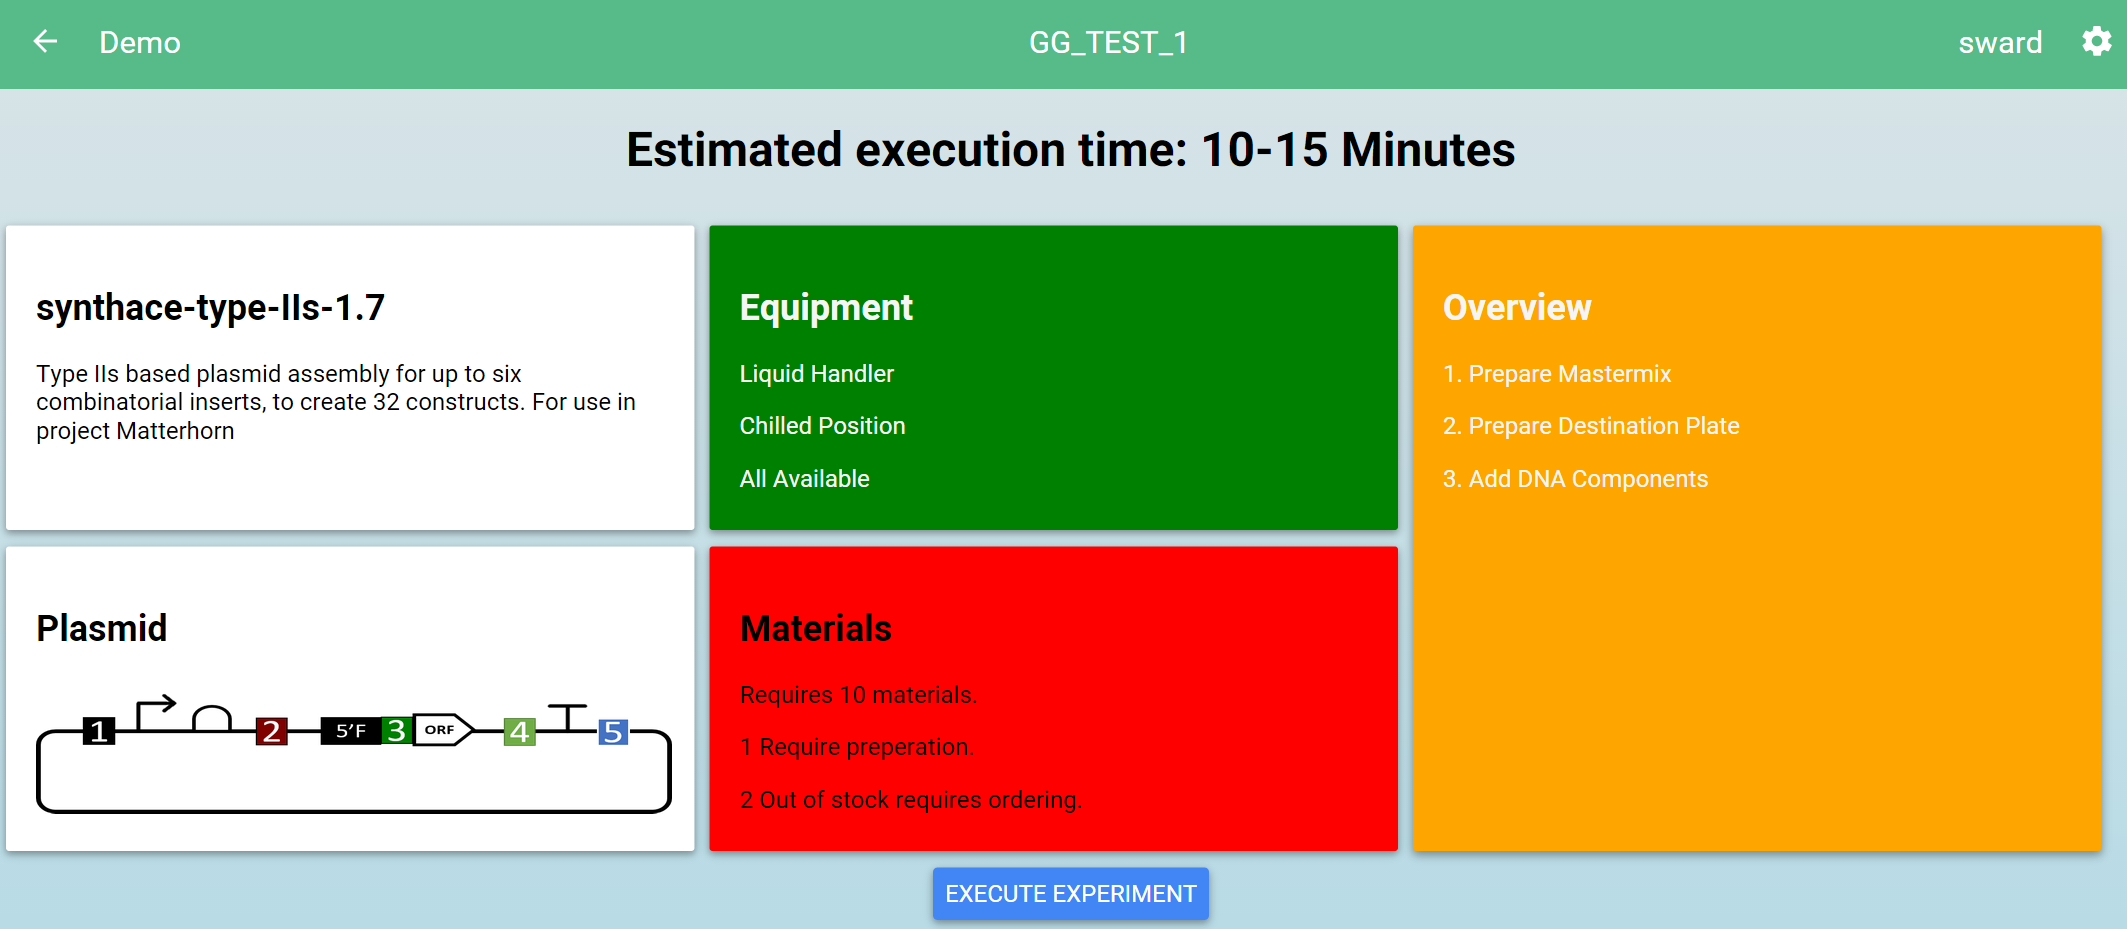 Demo
GG_TEST_1
sward
Estimated execution time: 10-15 Minutes
synthace-type-IIs-1.7
Type IIs based plasmid assembly for up to six
combinatorial inserts, to create 32 constructs. For use in
project Matterhorn
Equipment
Liquid Handler
Chilled Position
All Available
Overview
1. Prepare Mastermix
2. Prepare Destination Plate
3. Add DNA Components
Plasmid
1 2 5'F 3 ORF 4 5
Materials
Requires 10 materials.
1 Require preperation.
2 Out of stock requires ordering.
EXECUTE EXPERIMENT